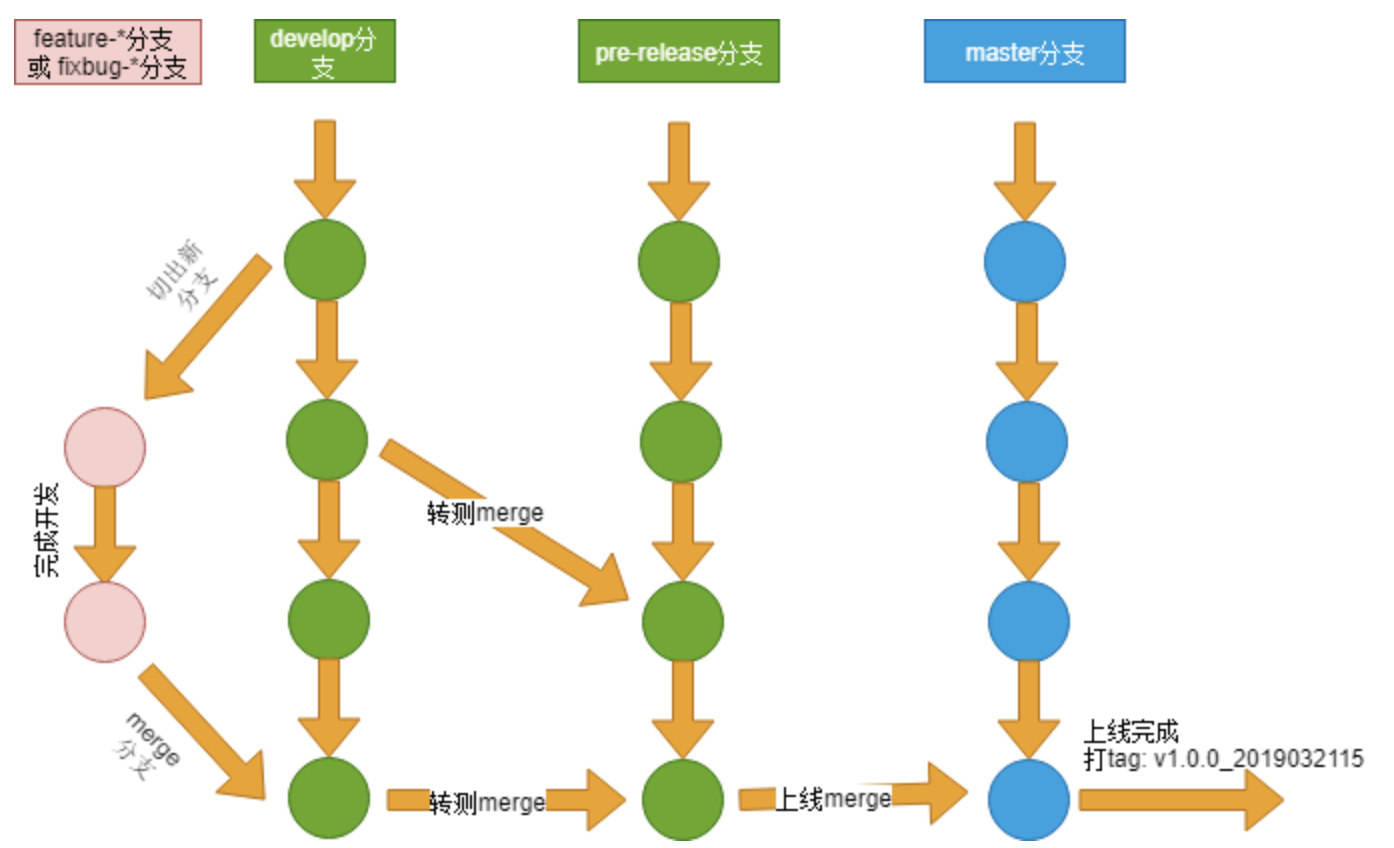 feature-*分支
或 fixbug-*分支
develop分
支
pre-release分支
master分支
切出新
分支
完成开发
转测merge
merge
分支
转测merge
上线merge
上线完成
打tag: v1.0.0_2019032115